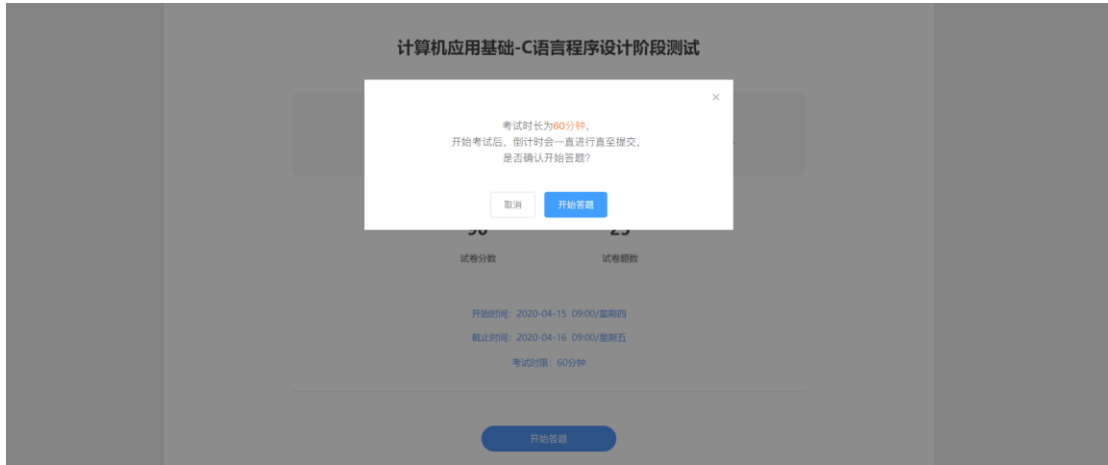 计算机应用基础-C语言程序设计阶段测试
×
考试时长为60分钟,
开始考试后,倒计时会一直进行直至提交,
是否确认开始答题?
取消
开始答题
试卷分数
试卷题数
开始时间:2020-04-15 09:00/星期四
截止时间:2020-04-16 09:00/星期五
考试时限:60分钟
开始答题